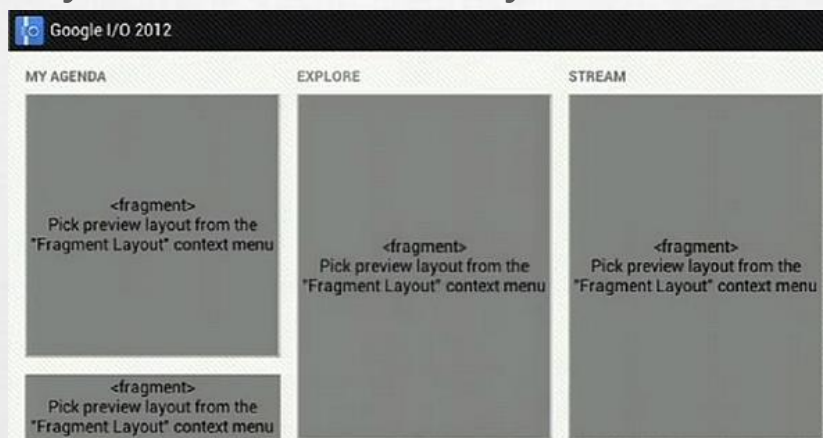 Google I/O 2012
MY AGENDA
<fragment>
Pick preview layout from the
"Fragment Layout" context menu
<fragment>
Pick preview layout from the
"Fragment Layout" context menu
EXPLORE
<fragment>
Pick preview layout from the
"Fragment Layout" context menu
STREAM
<fragment>
Pick preview layout from the
"Fragment Layout" context menu